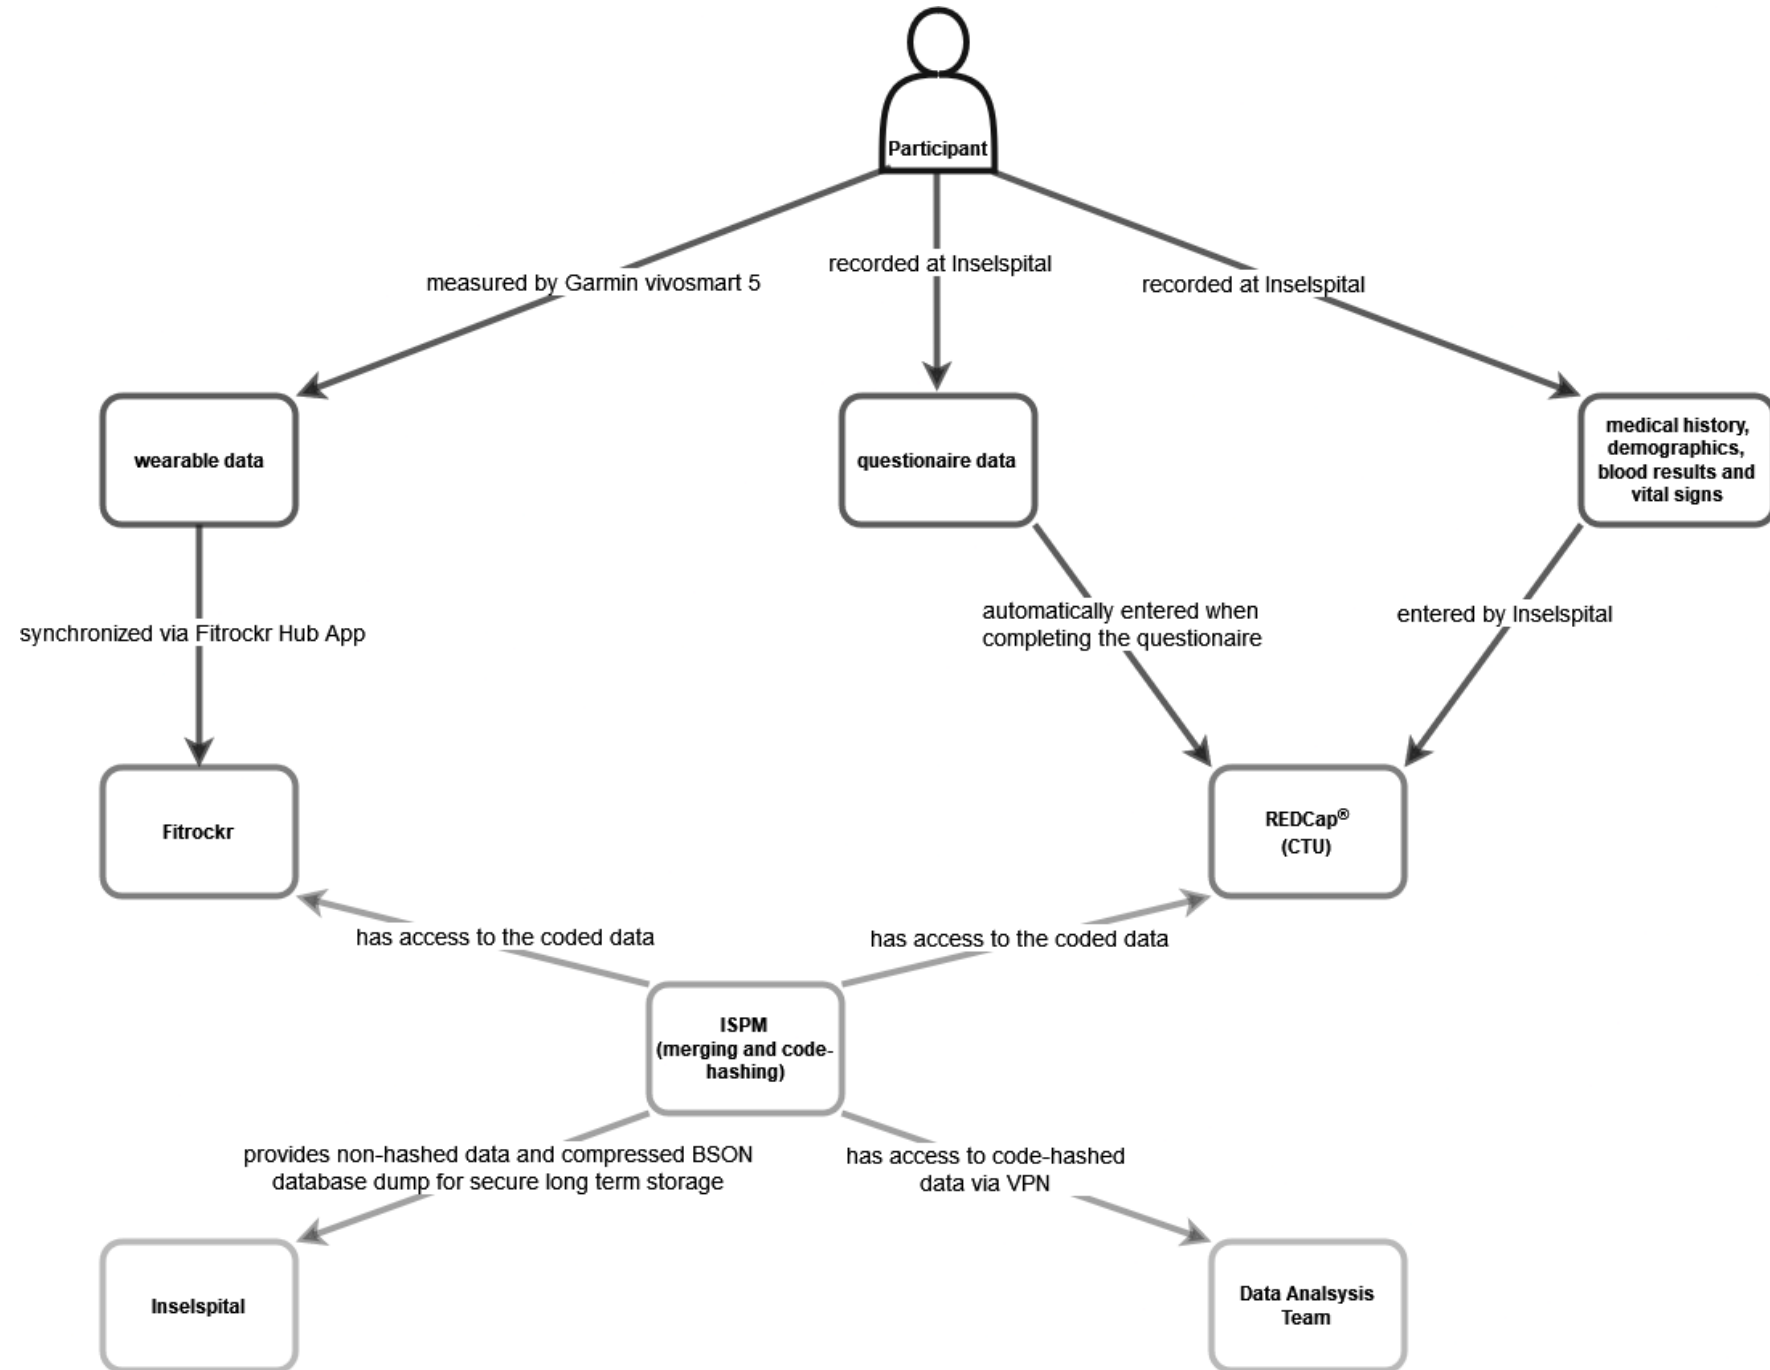 Participant
measured by Garmin vivosmart 5
recorded at Inselspital
recorded at Inselspital
wearable data
questionaire data
medical history,
demographics,
blood results and
vital signs
synchronized via Fitrockr Hub App
automatically entered when
completing the questionaire
entered by Inselspital
Fitrockr
REDCap®
(CTU)
has access to the coded data
has access to the coded data
ISPM
(merging and code-
hashing)
provides non-hashed data and compressed BSON
database dump for secure long term storage
has access to code-hashed
data via VPN
Inselspital
Data Analsysis
Team